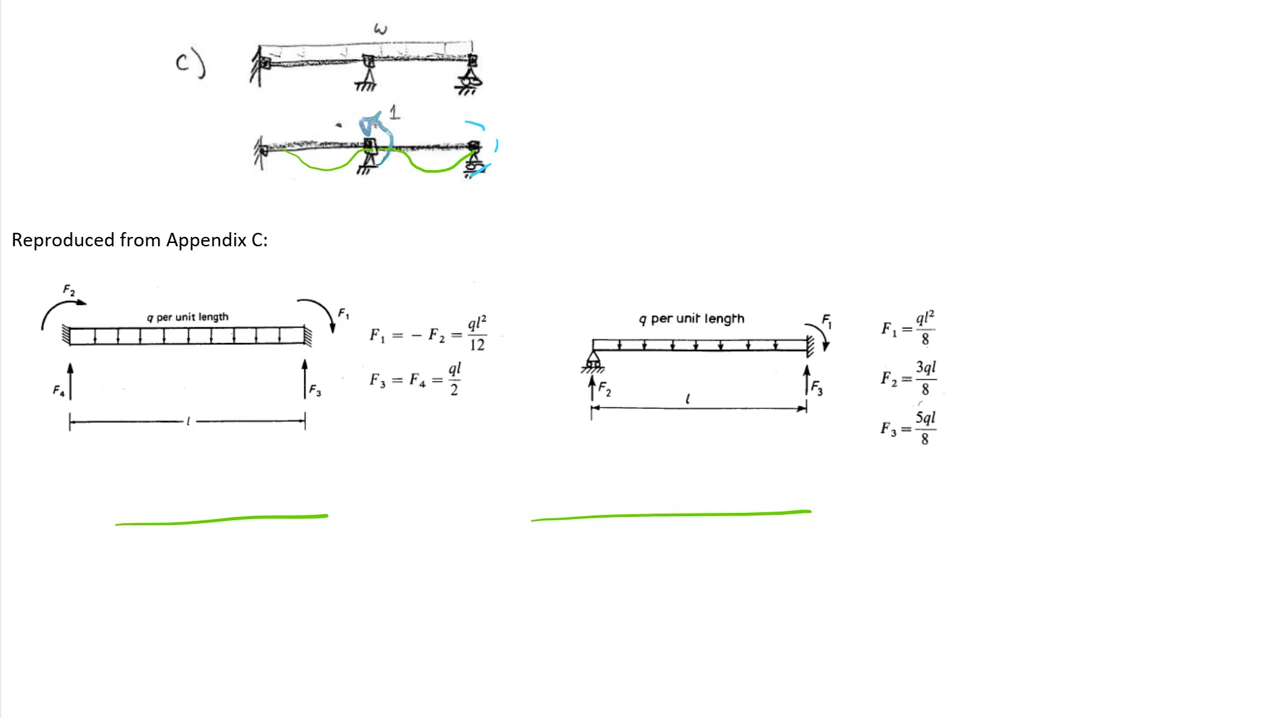 w
c)
1
Reproduced from Appendix C:
F₂
q per unit length
F₁
F₄
F₃
l
F₁ = − F₂ = ql²/12
F₃ = F₄ = ql/2
q per unit length
F₁
F₂
l
F₃
F₁ = ql²/8
F₂ = 3ql/8
F₃ = 5ql/8